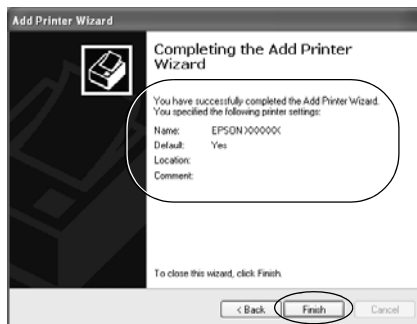 Add Printer Wizard
Completing the Add Printer
Wizard
You have successfully completed the Add Printer Wizard.
You specified the following printer settings:
Name: EPSON XXXXXX
Default: Yes
Location:
Comment:
To close this wizard, click Finish.
< Back Finish Cancel